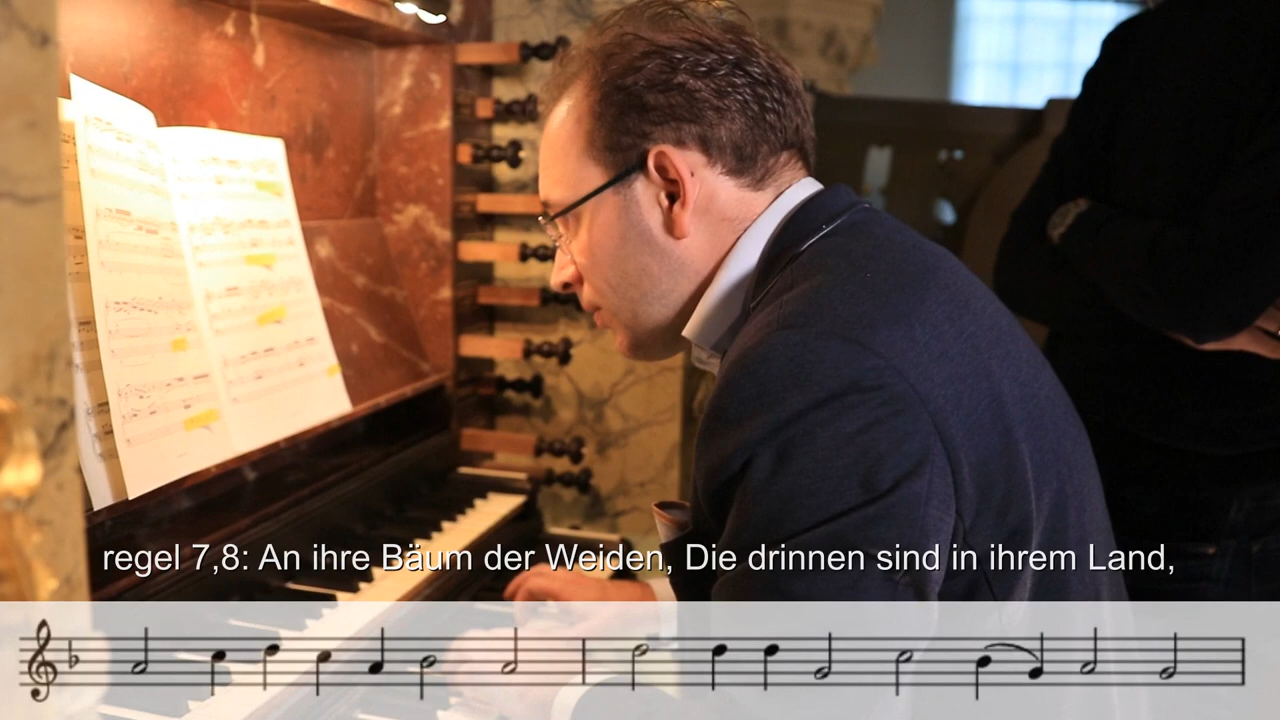 regel 7,8: An ihre Bäum der Weiden, Die drinnen sind in ihrem Land,